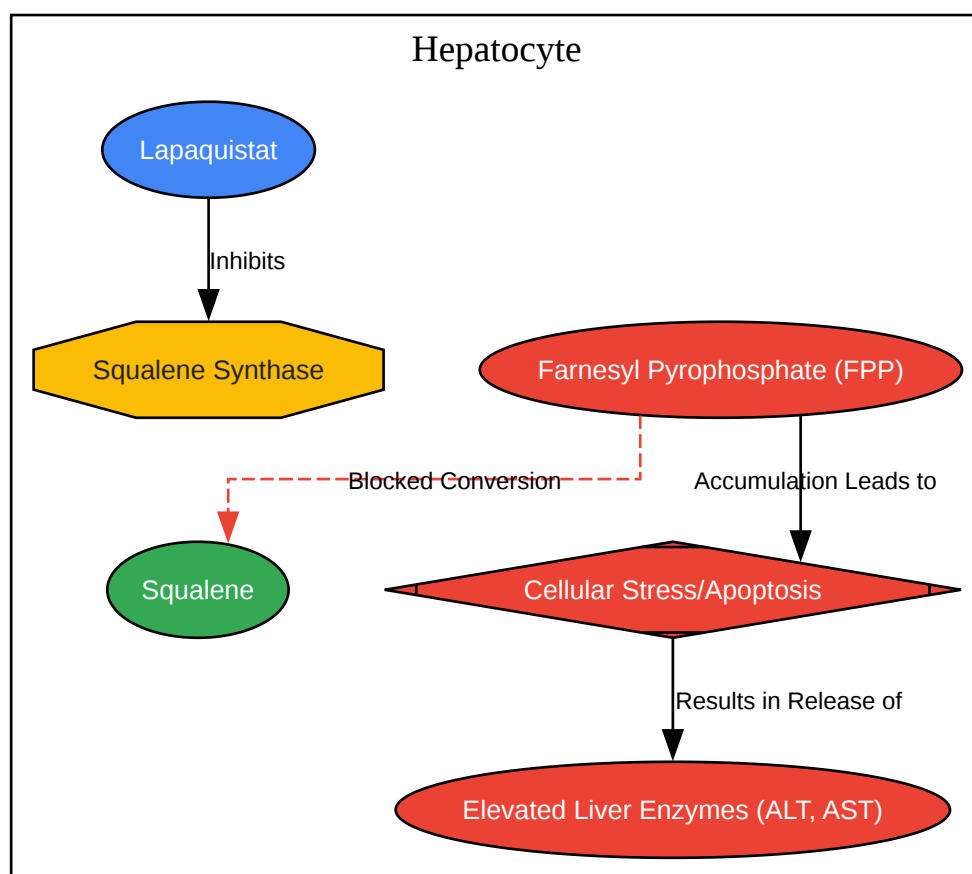 Hepatocyte
Lapaquistat
Inhibits
Squalene Synthase
Farnesyl Pyrophosphate (FPP)
Blocked Conversion
Accumulation Leads to
Squalene
Cellular Stress/Apoptosis
Results in Release of
Elevated Liver Enzymes (ALT, AST)